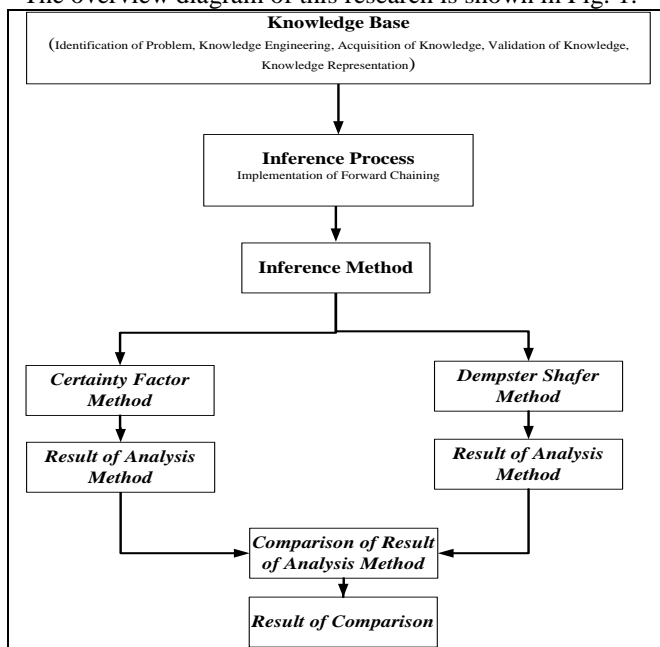 The overview diagram of this research is shown in Fig. 1.
Knowledge Base
(Identification of Problem, Knowledge Engineering, Acquisition of Knowledge, Validation of Knowledge,
Knowledge Representation)
Inference Process
Implementation of Forward Chaining
Inference Method
Certainty Factor
Method
Dempster Shafer
Method
Result of Analysis
Method
Result of Analysis
Method
Comparison of Result
of Analysis Method
Result of Comparison